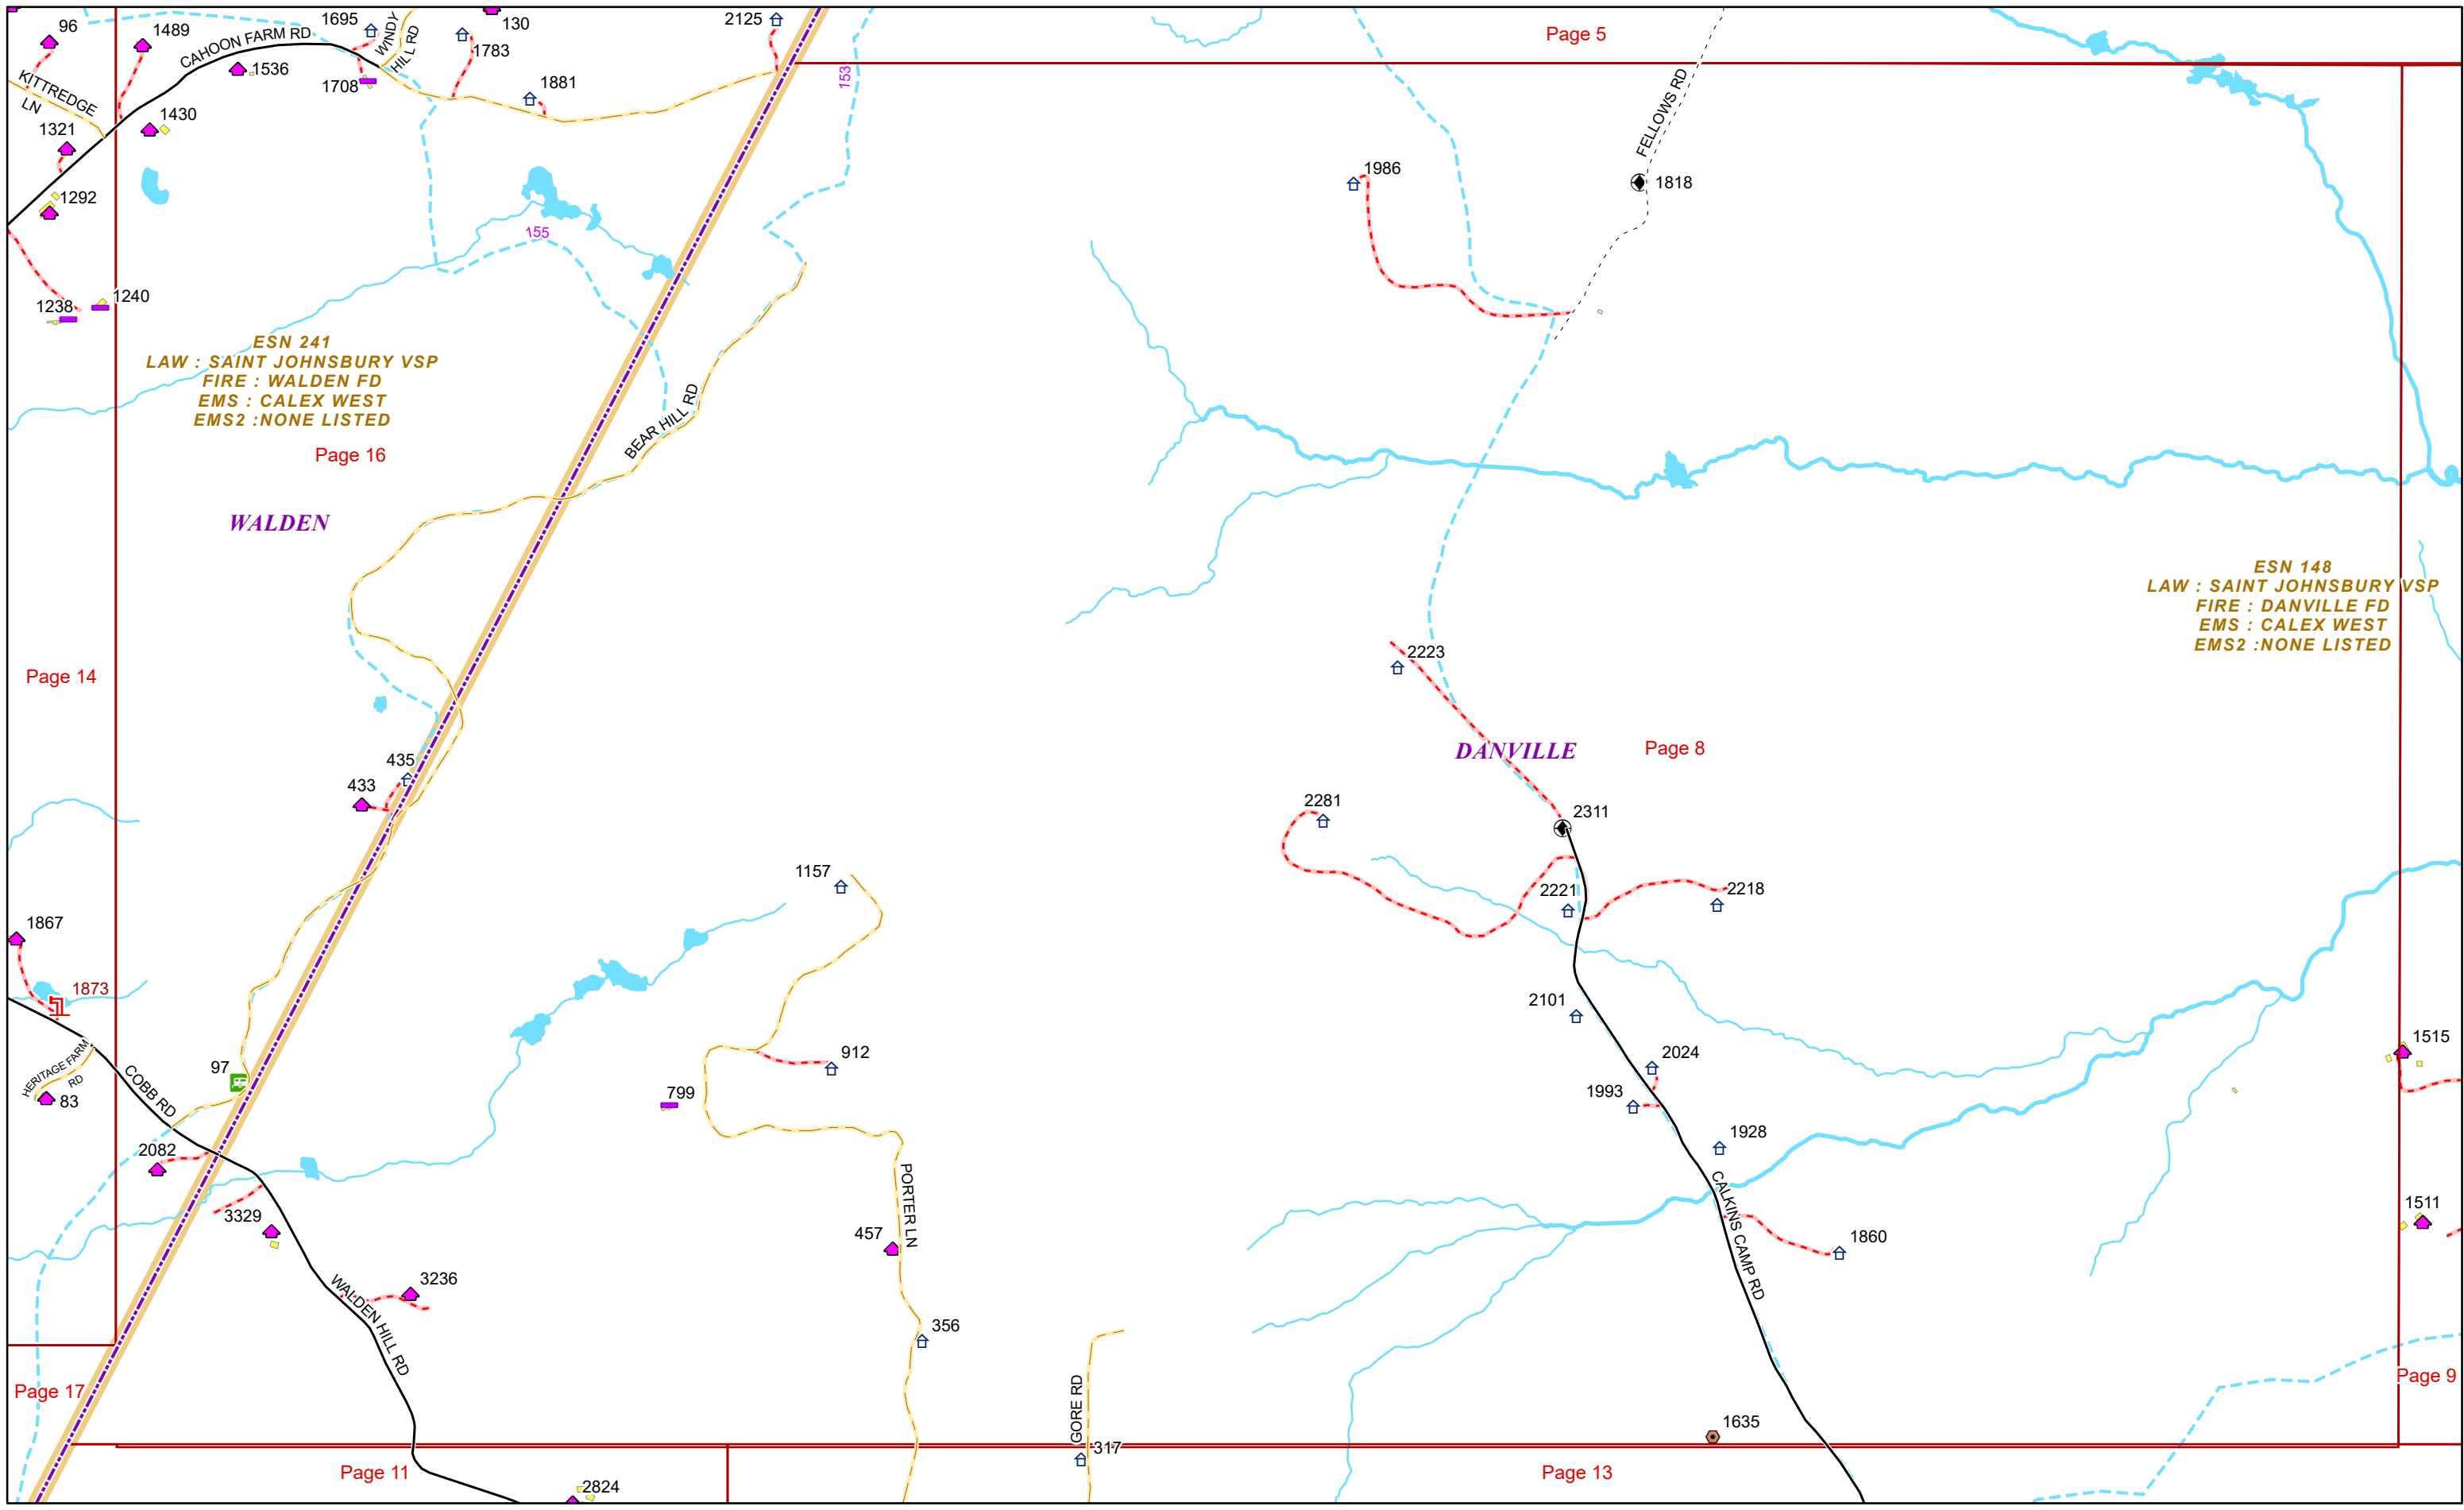 96
1489
CAHOON FARM RD
1695
WINDY
HILL RD
130
1783
2125
Page 5
1536
1708
1881
153
KITTREDGE
LN
1430
1321
FELLOWS RD
1986
1818
1292
155
1238
1240
ESN 241
LAW : SAINT JOHNSBURY VSP
FIRE : WALDEN FD
EMS : CALEX WEST
EMS2 :NONE LISTED
BEAR HILL RD
Page 16
WALDEN
ESN 148
LAW : SAINT JOHNSBURY VSP
FIRE : DANVILLE FD
EMS : CALEX WEST
EMS2 :NONE LISTED
2223
Page 14
DANVILLE
Page 8
435
433
2281
2311
1157
2221
2218
1867
1873
2101
1515
HERITAGE FARM
RD
97
912
2024
83
COBB RD
799
1993
2082
1928
PORTER LN
CALKINS CAMP RD
3329
457
1511
1860
3236
WALDEN HILL RD
356
Page 17
Page 9
GORE RD
1635
317
Page 11
Page 13
2824